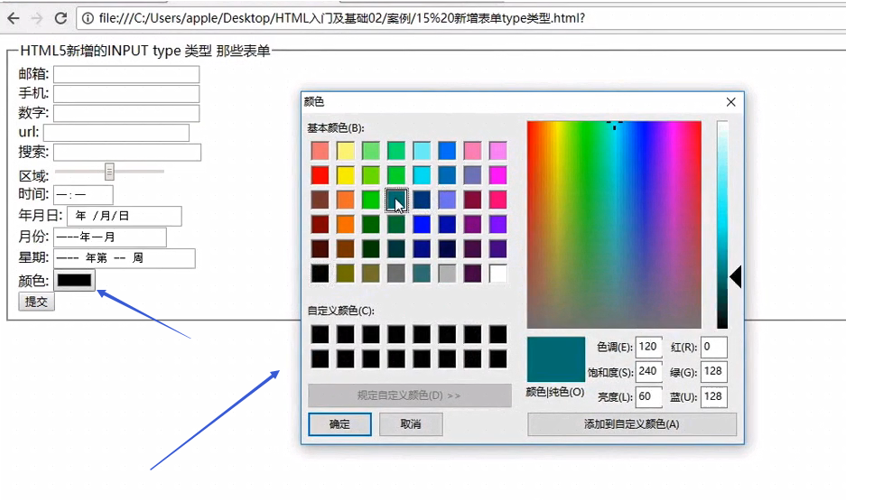 file:///C:/Users/apple/Desktop/HTML入门及基础02/案例/15%20新增表单type类型.html?
HTML5新增的INPUT type 类型 那些表单
邮箱:
手机:
数字:
url:
搜索:
区域:
时间: --:--
年月日: 年 /月/日
月份: ----年--月
星期: ---- 年第 -- 周
颜色:
提交
颜色
基本颜色(B):
自定义颜色(C):
规定自定义颜色(D) >>
确定 取消
颜色|纯色(O)
色调(E): 120 红(R): 0
饱和度(S): 240 绿(G): 128
亮度(L): 60 蓝(U): 128
添加到自定义颜色(A)